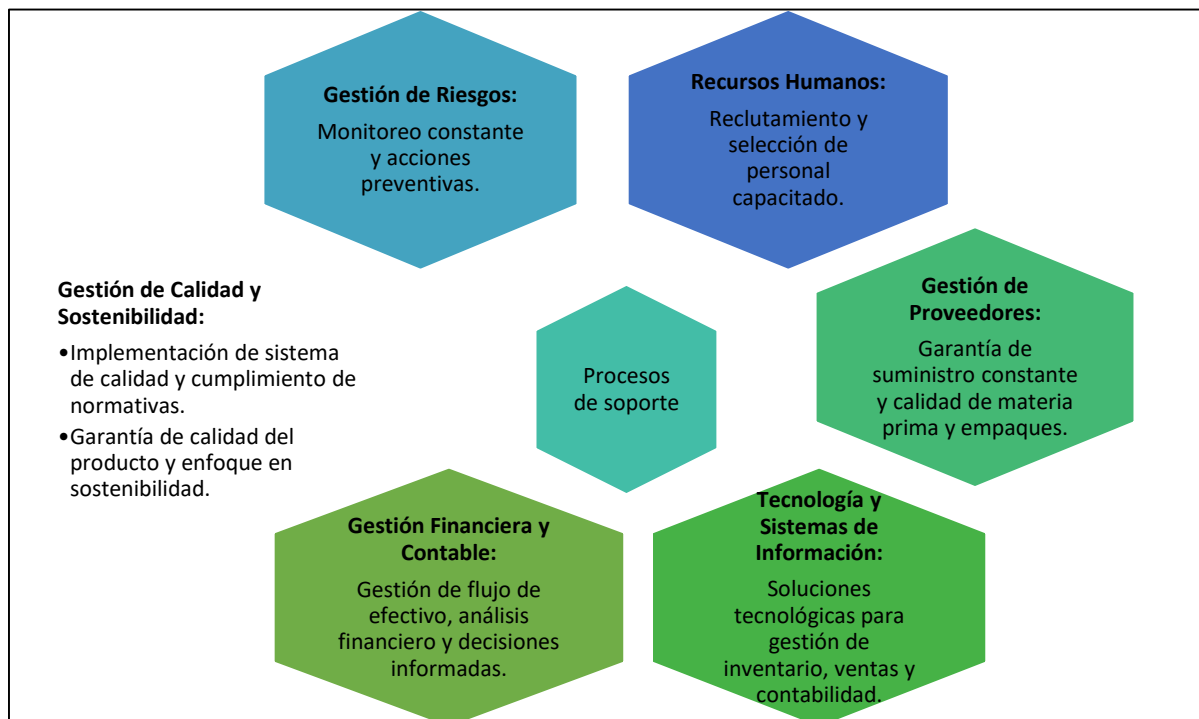 Gestión de Riesgos:
Monitoreo constante
y acciones
preventivas.
Recursos Humanos:
Reclutamiento y
selección de
personal
capacitado.
Gestión de Calidad y
Sostenibilidad:
•Implementación de sistema
de calidad y cumplimiento de
normativas.
•Garantía de calidad del
producto y enfoque en
sostenibilidad.
Procesos
de soporte
Gestión de
Proveedores:
Garantía de
suministro constante
y calidad de materia
prima y empaques.
Gestión Financiera y
Contable:
Gestión de flujo de
efectivo, análisis
financiero y decisiones
informadas.
Tecnología y
Sistemas de
Información:
Soluciones
tecnológicas para
gestión de
inventario, ventas y
contabilidad.